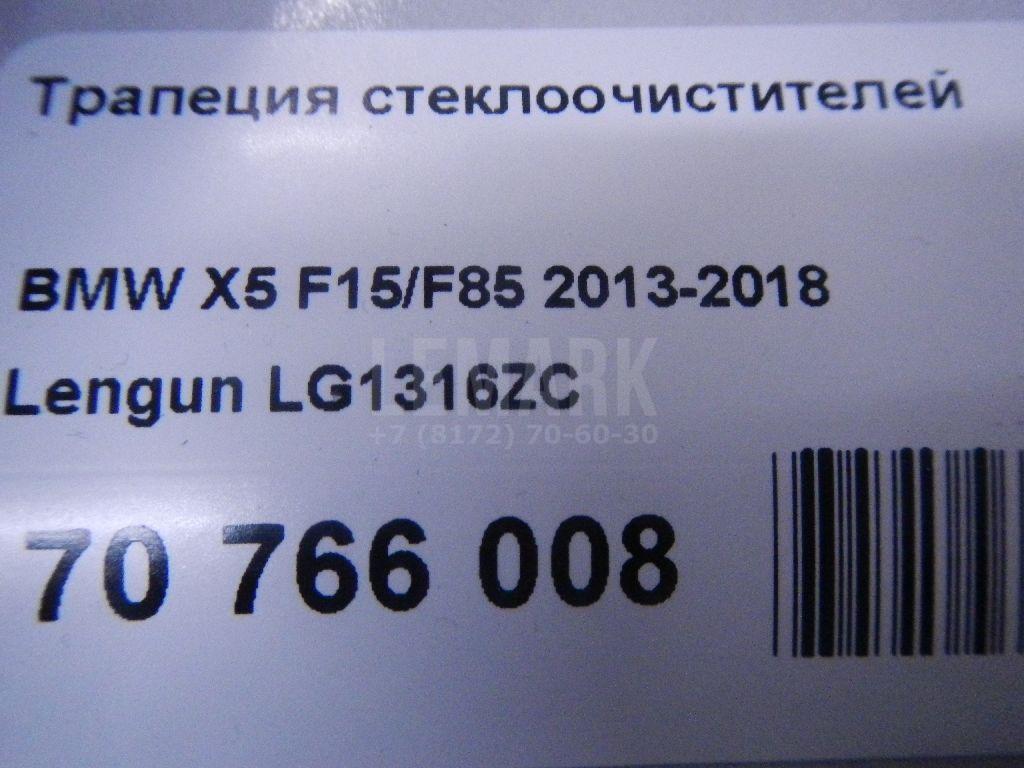 Трапеция стеклоочистителей
BMW X5 F15/F85 2013-2018
LEMARK
Lengun LG1316ZC
+7 (8172) 70-60-30
70 766 008